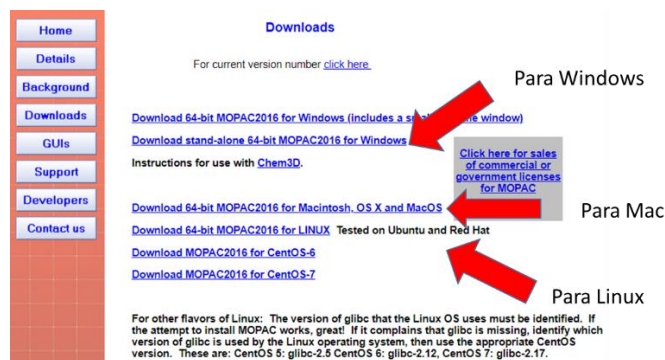 Home
Details
Background
Downloads
GUIs
Support
Developers
Contact us
Downloads
For current version number click here.
Para Windows
Download 64-bit MOPAC2016 for Windows (includes a window)
Download stand-alone 64-bit MOPAC2016 for Windows
Instructions for use with Chem3D.
Click here for sales
of commercial or
government licenses
for MOPAC
Download 64-bit MOPAC2016 for Macintosh, OS X and MacOS
Para Mac
Download 64-bit MOPAC2016 for LINUX Tested on Ubuntu and Red Hat
Download MOPAC2016 for CentOS-6
Download MOPAC2016 for CentOS-7
Para Linux
For other flavors of Linux: The version of glibc that the Linux OS uses must be identified. If
the attempt to install MOPAC works, great! If it complains that glibc is missing, identify which
version of glibc is used by the Linux operating system, then use the appropriate CentOS
version. These are: CentOS 5: glibc-2.5 CentOS 6: glibc-2.12, CentOS 7: glibc-2.17.